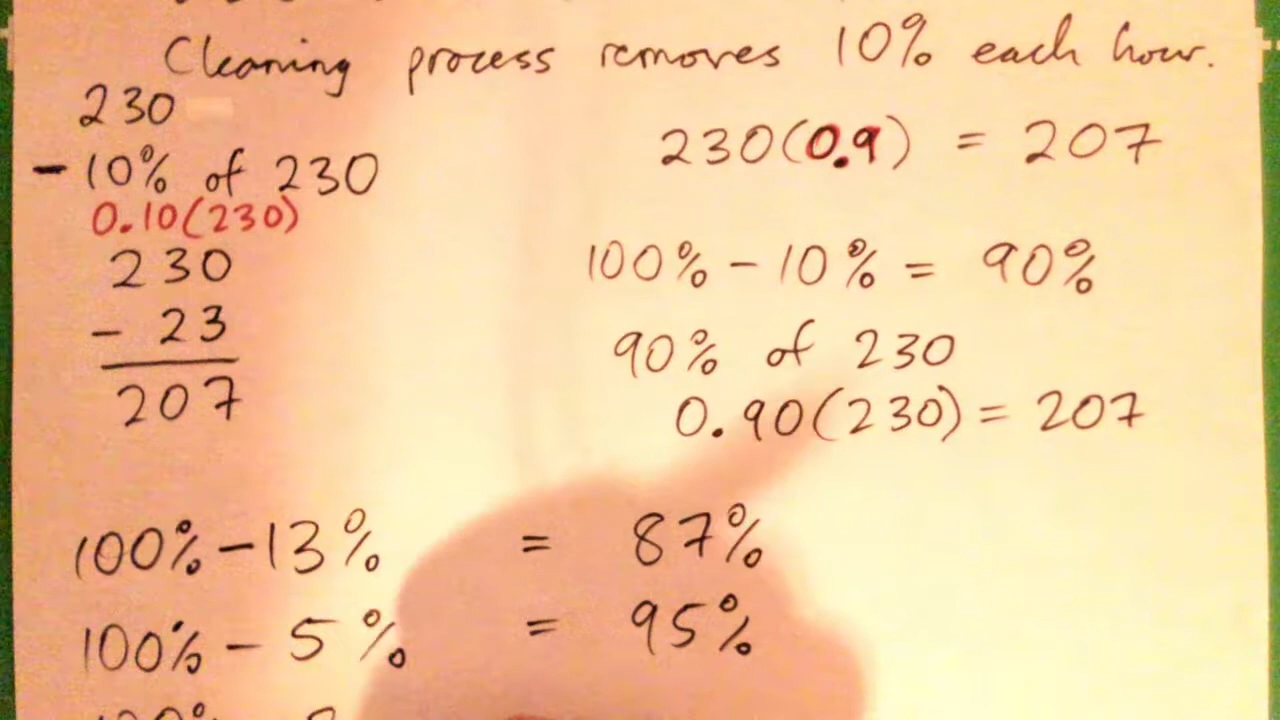 Cleaning process removes 10% each hour.
230
- 10% of 230
0.10(230)
230
- 23
207
230(0.9) = 207
100% - 10% = 90%
90% of 230
0.90(230) = 207
100% - 13% = 87%
100% - 5% = 95%